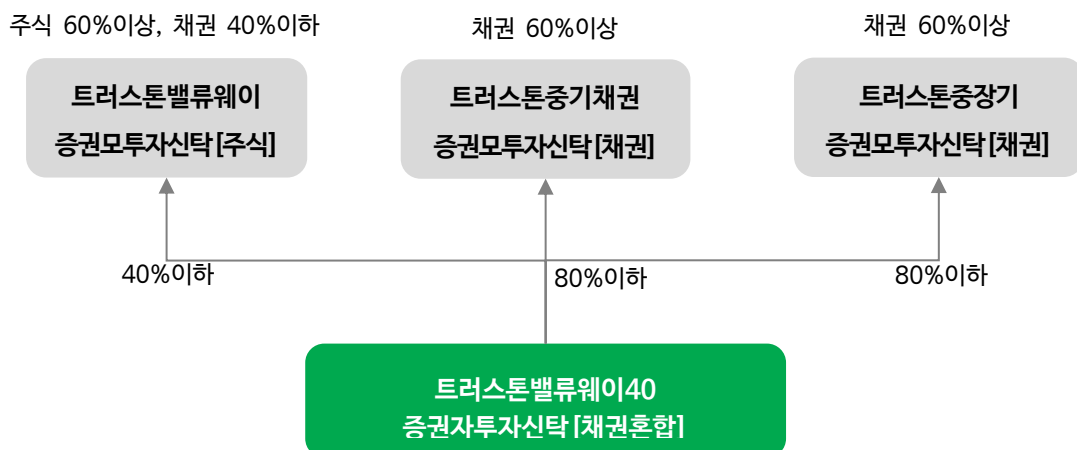 주식 60%이상, 채권 40%이하
채권 60%이상
채권 60%이상
트러스톤밸류웨이
증권모투자신탁[주식]
트러스톤중기채권
증권모투자신탁[채권]
트러스톤중장기
증권모투자신탁[채권]
40%이하
80%이하
80%이하
트러스톤밸류웨이40
증권자투자신탁[채권혼합]